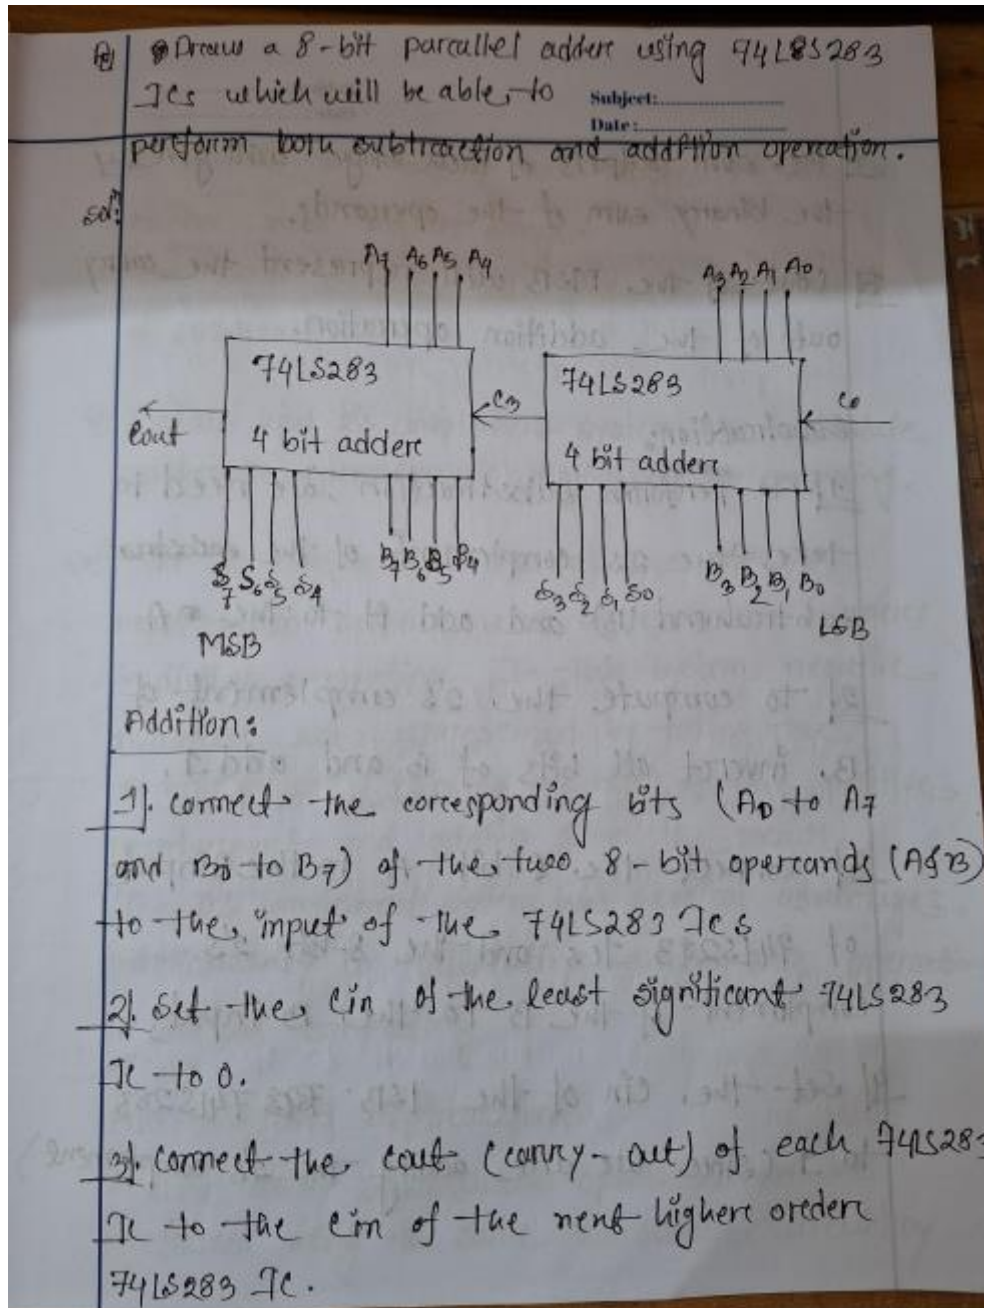 Draw a 8-bit parallel adder using 74LS283
ICs which will be able to
Subject:
Date:
perform both subtraction and addition operation.
soln:
A7 A6 A5 A4
A3 A2 A1 A0
74LS283
4 bit adder
Cout
C3
74LS283
4 bit adder
C0
S7 S6 S5 S4
B7 B6 B5 B4
S3 S2 S1 S0
B3 B2 B1 B0
MSB
LSB
Addition:
1). connect the corresponding bits (A0 to A7
and B0 to B7) of the two 8-bit operands (A&B)
to the input of the 74LS283 ICs
2). set the Cin of the least significant 74LS283
IC to 0.
3). connect the cout (carry-out) of each 74LS283
IC to the Cin of the next higher order
74LS283 IC.